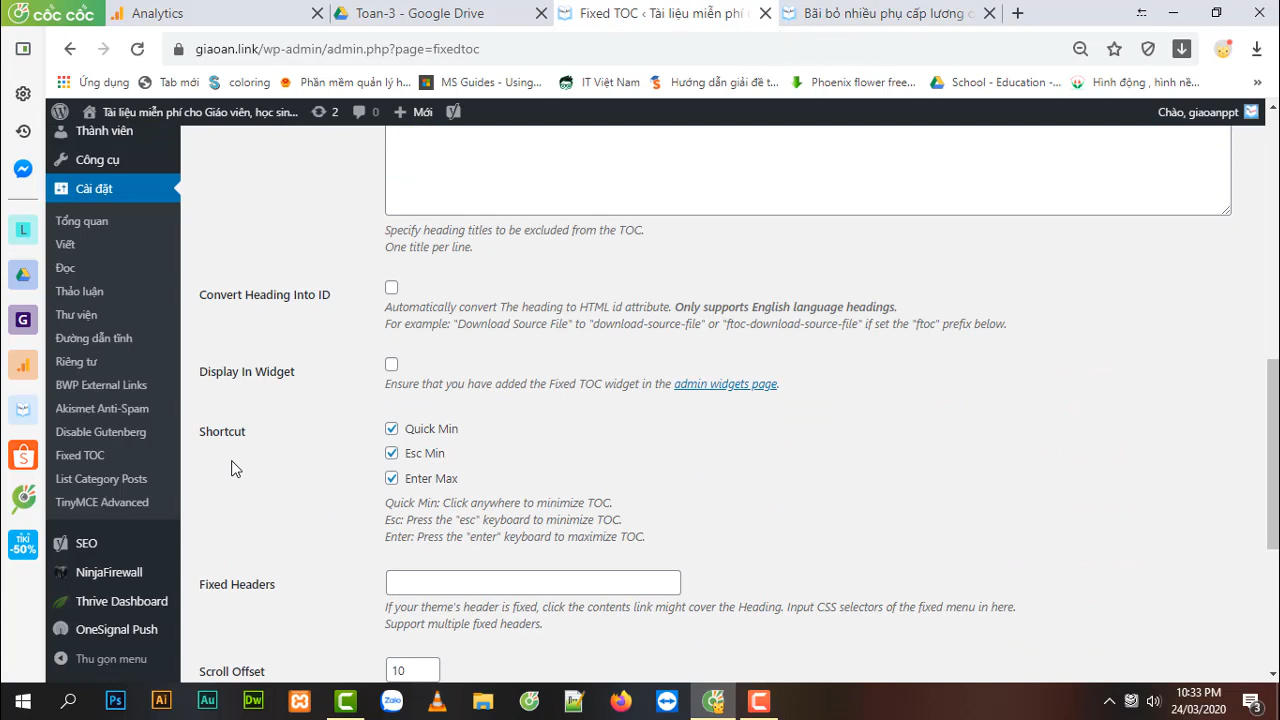 cốc cốc
Analytics
Toan-3 - Google Drive
Fixed TOC ‹ Tài liệu miễn phí
Bãi bỏ nhiều phụ cấp lương
giaoan.link/wp-admin/admin.php?page=fixedtoc
Ứng dụng
Tab mới
coloring
Phần mềm quản lý h...
MS Guides - Using...
IT Việt Nam
Hướng dẫn giải đề t...
Phoenix flower free...
School - Education -...
Hình động , hình nề...
»
Tài liệu miễn phí cho Giáo viên, học sin...
2
0
Mới
Chào, giaoanppt
Thành viên
Công cụ
Cài đặt
Tổng quan
Viết
Đọc
Thảo luận
Thư viện
Đường dẫn tĩnh
Riêng tư
BWP External Links
Akismet Anti-Spam
Disable Gutenberg
Fixed TOC
List Category Posts
TinyMCE Advanced
SEO
NinjaFirewall
Thrive Dashboard
OneSignal Push
Thu gọn menu
L
G
TIKI
-50%
Specify heading titles to be excluded from the TOC.
One title per line.
Convert Heading Into ID
Automatically convert The heading to HTML id attribute. Only supports English language headings.
For example: "Download Source File" to "download-source-file" or "ftoc-download-source-file" if set the "ftoc" prefix below.
Display In Widget
Ensure that you have added the Fixed TOC widget in the admin widgets page.
Shortcut
Quick Min
Esc Min
Enter Max
Quick Min: Click anywhere to minimize TOC.
Esc: Press the "esc" keyboard to minimize TOC.
Enter: Press the "enter" keyboard to maximize TOC.
Fixed Headers
If your theme's header is fixed, click the contents link might cover the Heading. Input CSS selectors of the fixed menu in here.
Support multiple fixed headers.
Scroll Offset
10
Ps
Ai
Au
Dw
Zalo
10:33 PM
24/03/2020
3